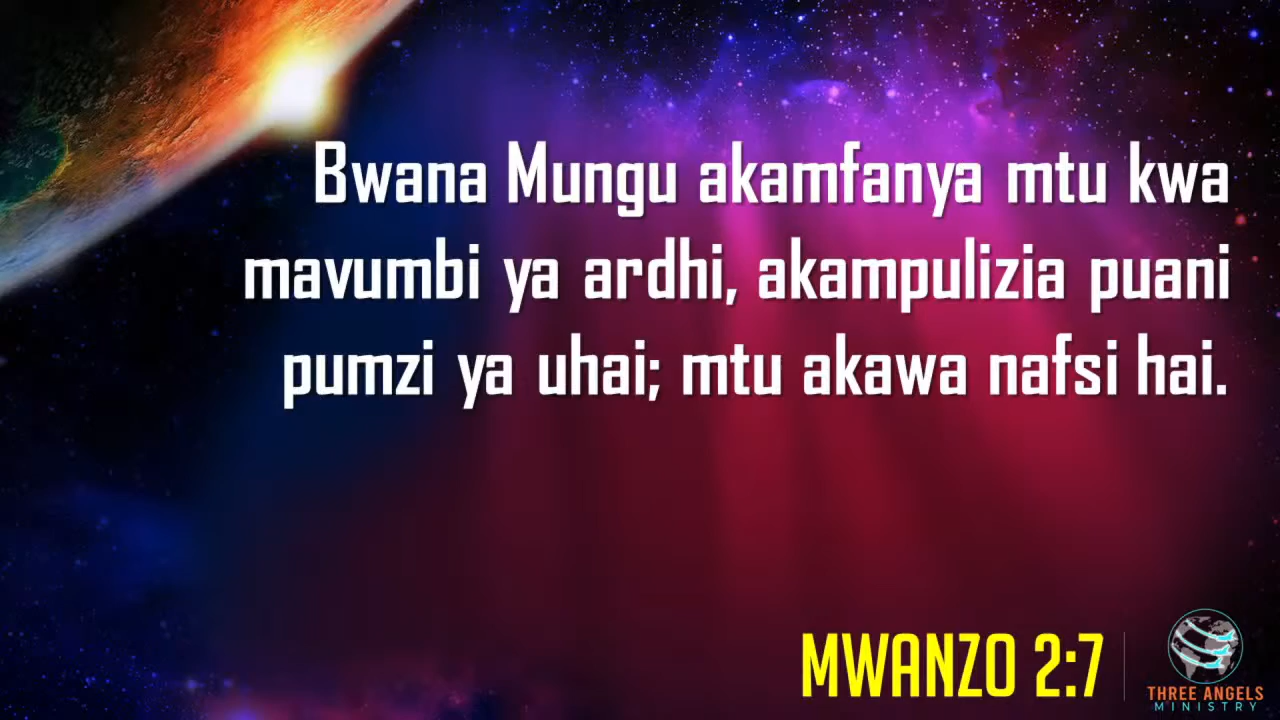 Bwana Mungu akamfanya mtu kwa
mavumbi ya ardhi, akampulizia puani
pumzi ya uhai; mtu akawa nafsi hai.
MWANZO 2:7
THREE ANGELS
MINISTRY